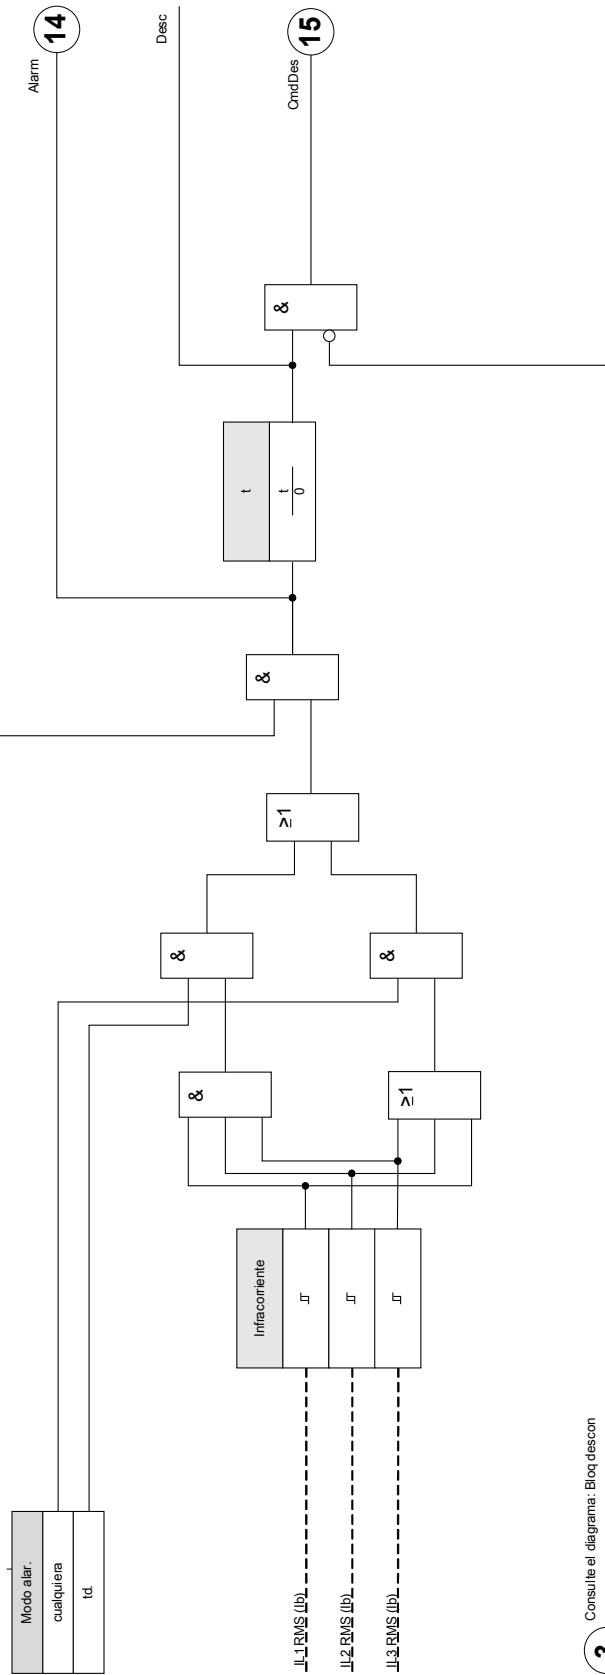 14
Alarm
Desc
15
CmdDes
&
t
t
0
&
≥1
&
&
&
≥1
Infracorriente
Modo alar.
cualquiera
td.
IL1 RMS (Ib)
IL2 RMS (Ib)
IL3 RMS (Ib)
Consulte el diagrama: Bloq descon